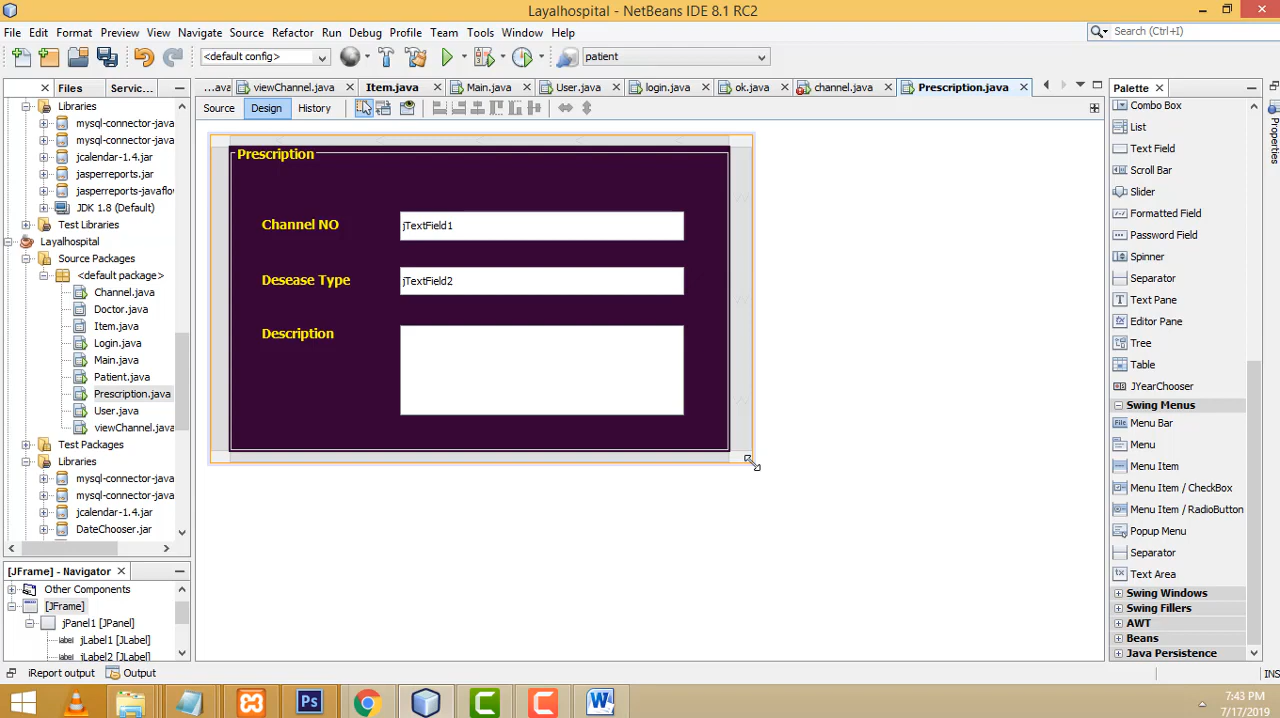 Layalhospital - NetBeans IDE 8.1 RC2
File Edit Format Preview View Navigate Source Refactor Run Debug Profile Team Tools Window Help
Search (Ctrl+I)
<default config>
patient
Files Servic...
...ava viewChannel.java Item.java Main.java User.java login.java ok.java channel.java Prescription.java
Palette
Properties
Source Design History
Libraries
mysql-connector-java
mysql-connector-java
jcalendar-1.4.jar
jasperreports.jar
jasperreports-javaflo
JDK 1.8 (Default)
Test Libraries
Layalhospital
Source Packages
<default package>
Channel.java
Doctor.java
Item.java
Login.java
Main.java
Patient.java
Prescription.java
User.java
viewChannel.java
Test Packages
Libraries
mysql-connector-java
mysql-connector-java
jcalendar-1.4.jar
DateChooser.jar
[JFrame] - Navigator
Other Components
[JFrame]
jPanel1 [JPanel]
jLabel1 [JLabel]
jLabel2 [JLabel]
Prescription
Channel NO
jTextField1
Desease Type
jTextField2
Description
Combo Box
List
Text Field
Scroll Bar
Slider
Formatted Field
Password Field
Spinner
Separator
Text Pane
Editor Pane
Tree
Table
JYearChooser
Swing Menus
Menu Bar
Menu
Menu Item
Menu Item / CheckBox
Menu Item / RadioButton
Popup Menu
Separator
Text Area
Swing Windows
Swing Fillers
AWT
Beans
Java Persistence
iReport output Output
INS
Ps
7:43 PM
7/17/2019